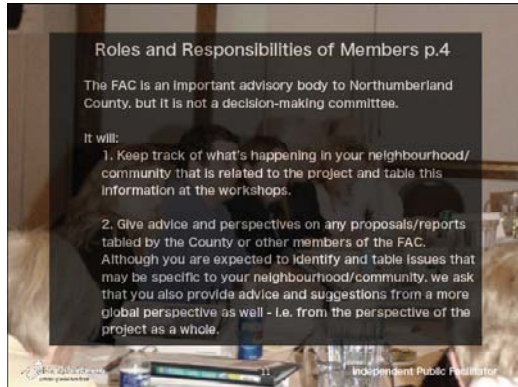 Roles and Responsibilities of Members p.4
The FAC is an important advisory body to Northumberland
County, but it is not a decision-making committee.
It will:
1. Keep track of what's happening in your neighbourhood/
community that is related to the project and table this
information at the workshops.
2. Give advice and perspectives on any proposals/reports
tabled by the County or other members of the FAC.
Although you are expected to identify and table issues that
may be specific to your neighbourhood/community, we ask
that you also provide advice and suggestions from a more
global perspective as well - i.e. from the perspective of the
project as a whole.
11
Independent Public Facilitator